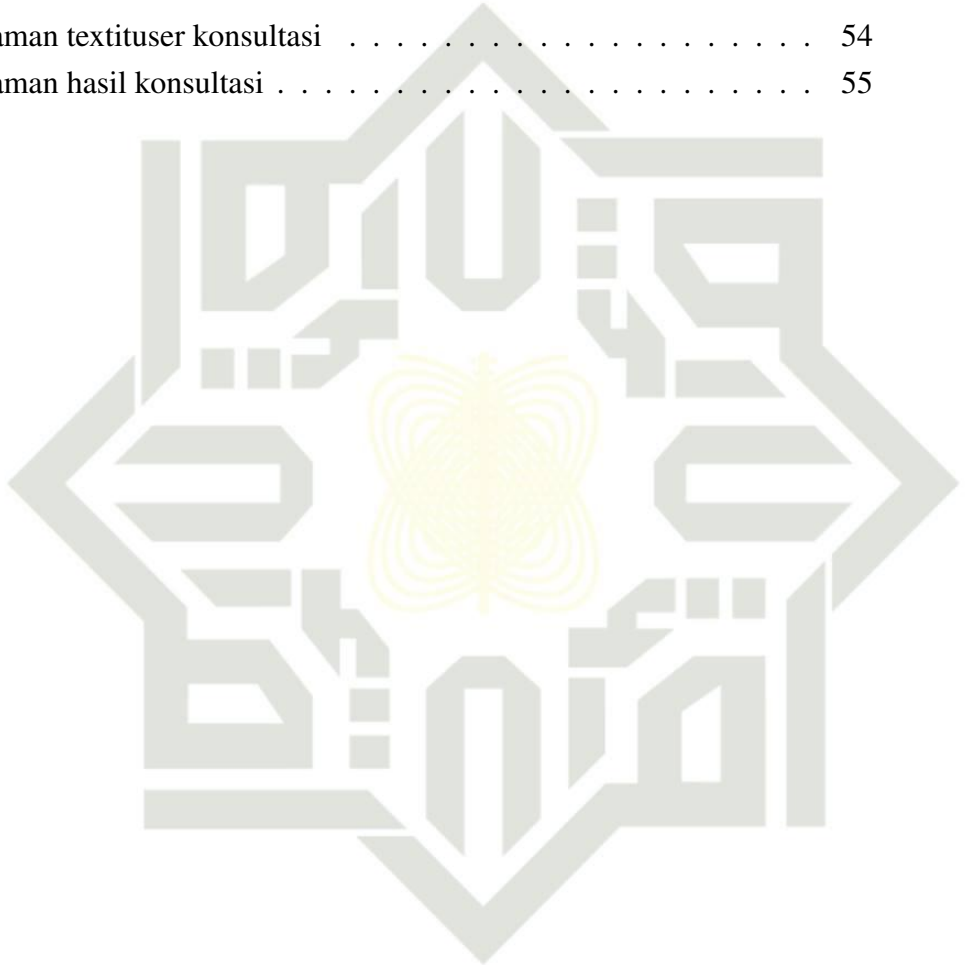 aman textituser konsultasi . . . . . . . . . . . . . . . . . . . . . 54
aman hasil konsultasi . . . . . . . . . . . . . . . . . . . . . . . . 55